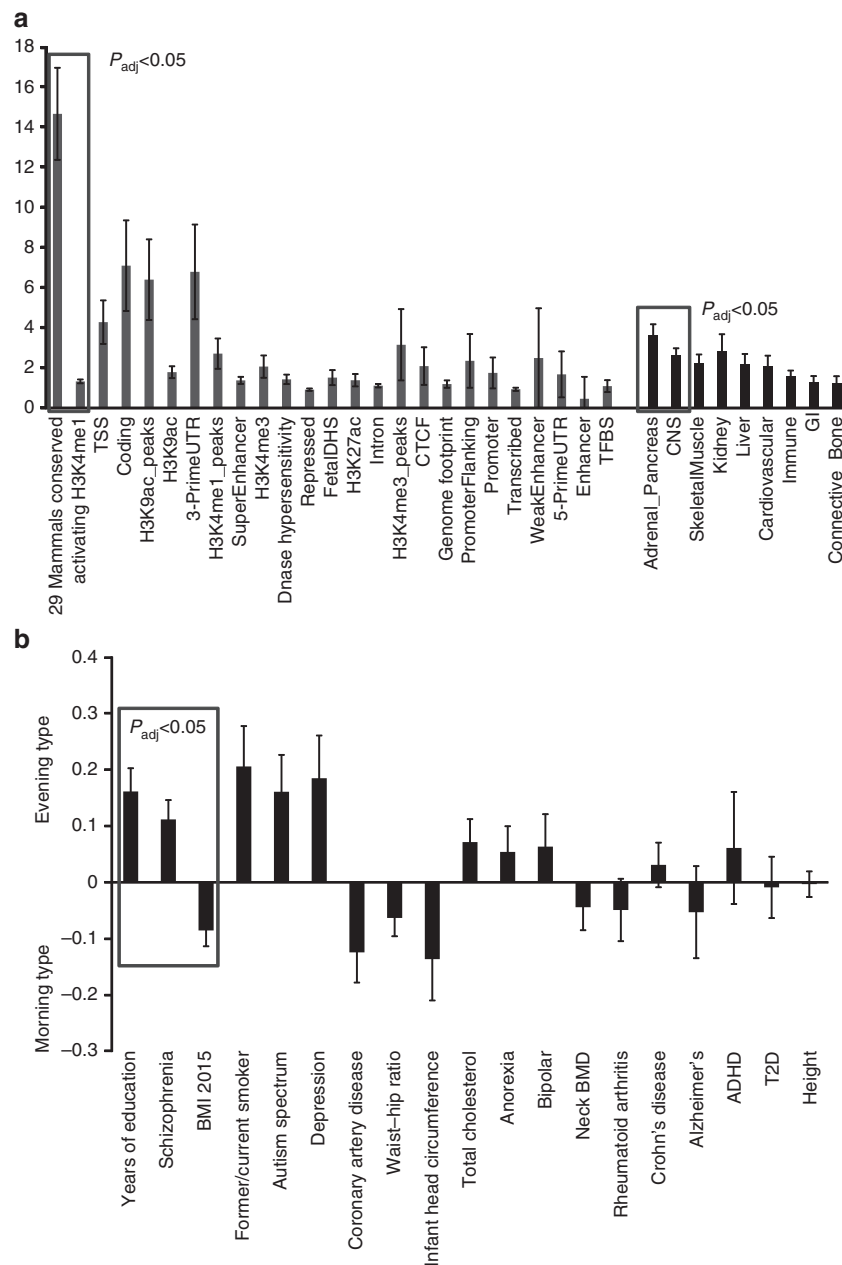 a
18
16
14
12
10
8
6
4
2
0
Padj<0.05
Padj<0.05
29 Mammals conserved
activating H3K4me1
TSS
Coding
H3K9ac_peaks
H3K9ac
3-PrimeUTR
H3K4me1_peaks
SuperEnhancer
H3K4me3
Dnase hypersensitivity
Repressed
FetalDHS
H3K27ac
Intron
H3K4me3_peaks
CTCF
Genome footprint
PromoterFlanking
Promoter
Transcribed
WeakEnhancer
5-PrimeUTR
Enhancer
TFBS
Adrenal_Pancreas
CNS
SkeletalMuscle
Kidney
Liver
Cardiovascular
Immune
GI
Connective Bone
b
Evening type
Morning type
0.4
0.3
0.2
0.1
0
–0.1
–0.2
–0.3
Padj<0.05
Years of education
Schizophrenia
BMI 2015
Former/current smoker
Autism spectrum
Depression
Coronary artery disease
Waist–hip ratio
Infant head circumference
Total cholesterol
Anorexia
Bipolar
Neck BMD
Rheumatoid arthritis
Crohn's disease
Alzheimer's
ADHD
T2D
Height